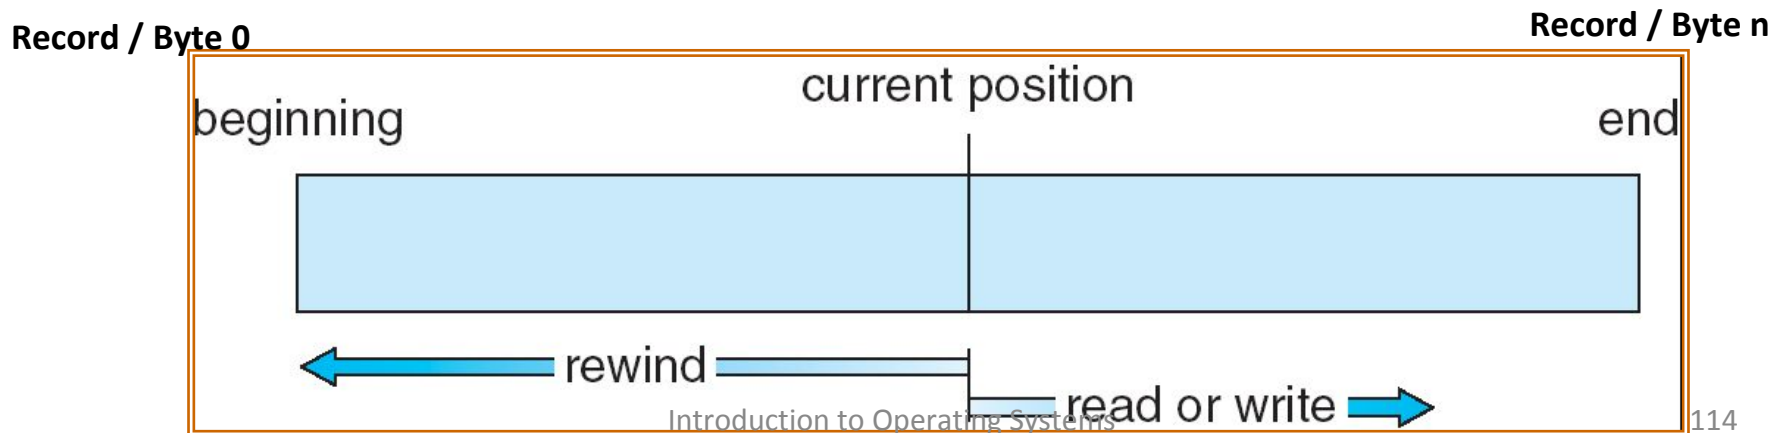 Record / Byte 0
Record / Byte n
current position
beginning
end
rewind
read or write
Introduction to Operating Systems
114